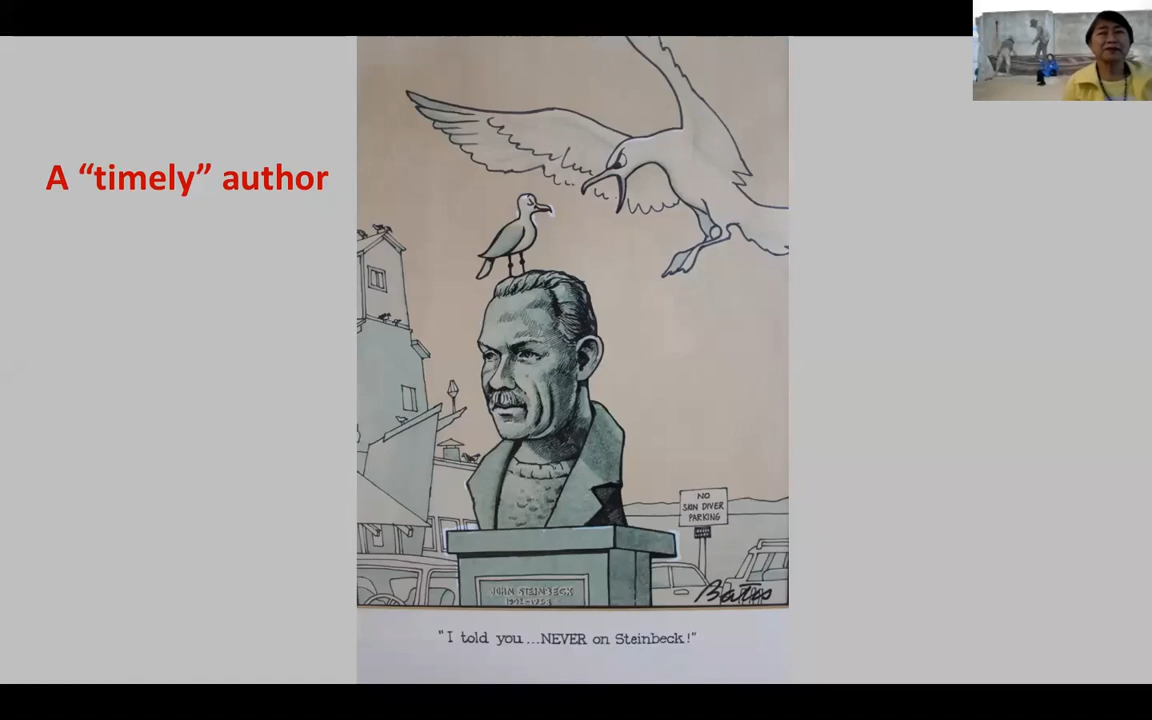 A “timely” author
NO
SKIN DIVER
PARKING
JOHN STEINBECK
"I told you...NEVER on Steinbeck!"